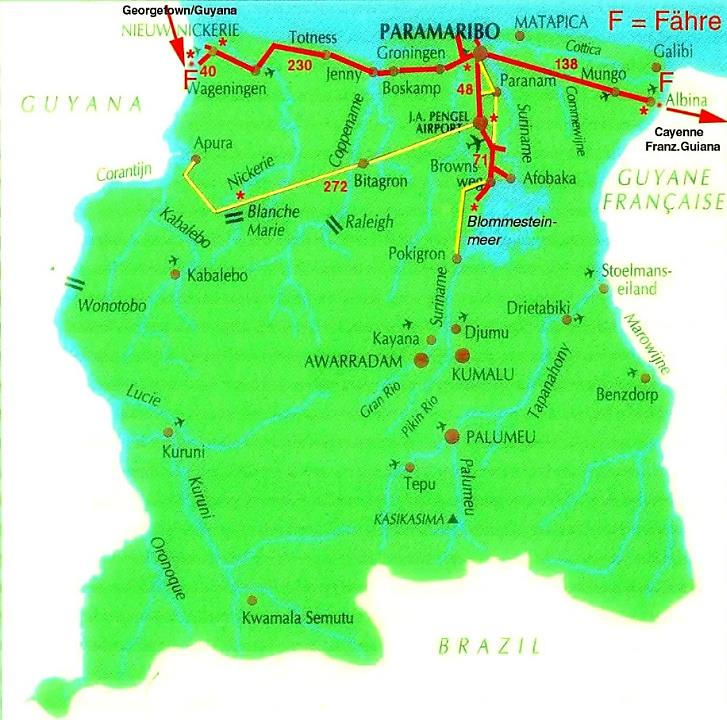 Georgetown/Guyana
NIEUW NICKERIE
PARAMARIBO
MATAPICA
F = Fähre
Totness
Groningen
Cottica
Galibi
*
*
40
230
Jenny
*
138
Mungo
F
F
Wageningen
Boskamp
48
Paranam
Albina
*
GUYANA
Coppename
J.A. PENGEL
AIRPORT
*
Suriname
Commewijne
Cayenne
Franz.Guiana
Apura
Corantijn
Nickerie
*
272
Bitagron
71
Browns
weg
Afobaka
*
GUYANE
FRANÇAISE
Kabalebo
Blanche
Marie
Raleigh
Blommestein-
meer
Pokigron
Kabalebo
Wonotobo
Suriname
Stoelmans-
eiland
Drietabiki
Marowijne
Kayana
Djumu
AWARRADAM
KUMALU
Tapanahony
Benzdorp
Gran Rio
Pikin Rio
Lucie
Kuruni
PALUMEU
Tepu
Palumeu
Kuruni
KASIKASIMA
Oronoque
Kwamala Semutu
BRAZIL